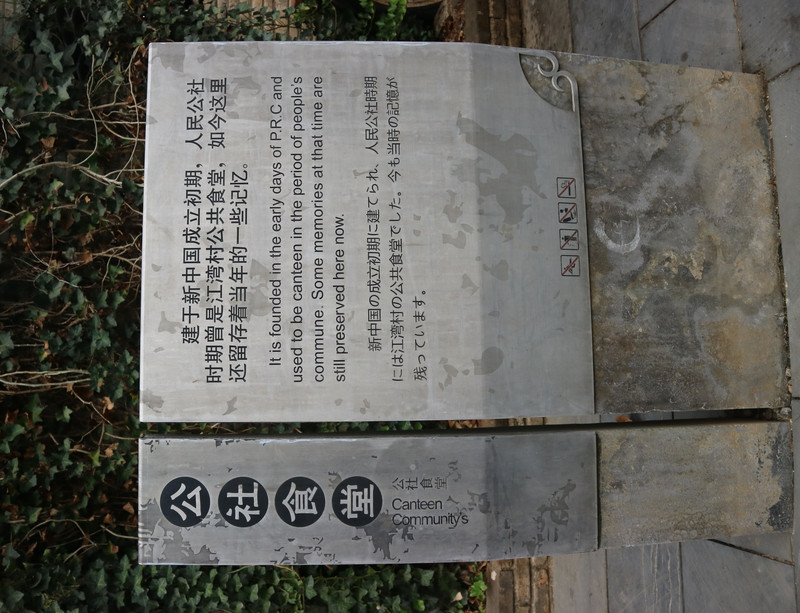 公社食堂
公社
食堂
Canteen
Community's
建于新中国成立初期，人民公社
时期曾是江湾村公共食堂，如今这里
还留存着当年的一些记忆。
It is founded in the early days of P.R.C and
used to be canteen in the period of people's
commune. Some memories at that time are
still preserved here now.
新中国の成立初期に建てられ、人民公社時期
には江湾村の公共食堂でした。今も当時の記憶が
残っています。